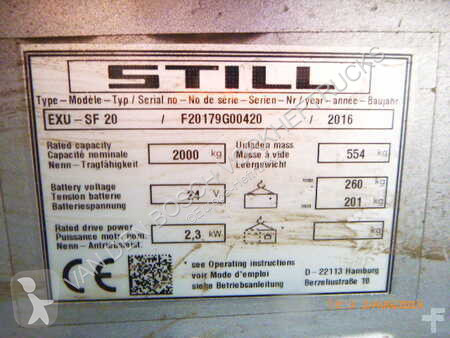 STILL
Type-Modèle-Typ / Serial no-No de série-Serien-Nr / year-année-Baujahr
EXU-SF 20 / F20179G00420 / 2016
Rated capacity
Capacité nominale 2000 kg
Nenn-Tragfähigkeit
Unladen mass
Masse à vide 554 kg
Leergewicht
Battery voltage
Tension batterie 24 V
Batteriespannung
260 kg
201 kg
Rated drive power
Puissance motr. nom. 2,3 kW
Nenn-Antriebsleist.
kg
CE
* see Operating instructions
voir Mode d'emploi
siehe Betriebsanleitung
D-22113 Hamburg
Berzeliusstraße 10